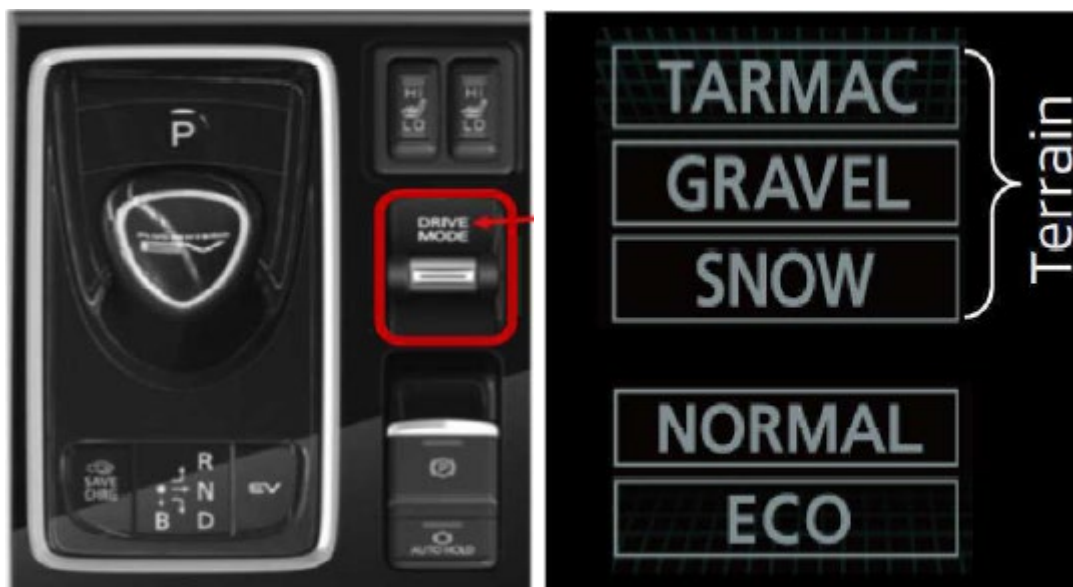 P
HI
LO
HI
LO
DRIVE
MODE
SAVE
CHRG
R
N
B D
EV
P
AUTO HOLD
TARMAC
GRAVEL
SNOW
NORMAL
ECO
Terrain